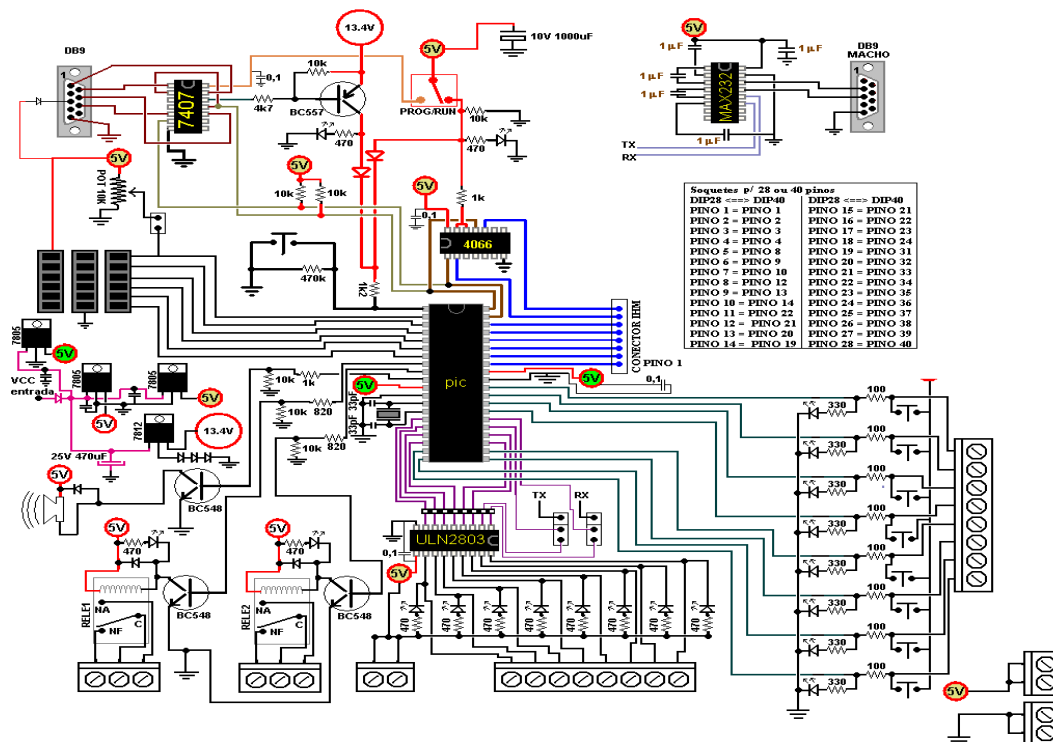 DB9
1
7407
0,1
10k
4k7
BC557
13.4V
470
5V
10V 1000uF
PROG/RUN
10k
470
1k
5V
1µF
1µF
1µF
1µF
1µF
MAX232
DB9
MACHO
1
TX
RX
5V
POT 10K
5V
10k
10k
5V
0,1
4066
470k
1K2
Soquetes p/ 28 ou 40 pinos
DIP28 <==> DIP40 DIP28 <==> DIP40
PINO 1 = PINO 1 PINO 15 = PINO 21
PINO 2 = PINO 2 PINO 16 = PINO 22
PINO 3 = PINO 3 PINO 17 = PINO 23
PINO 4 = PINO 4 PINO 18 = PINO 24
PINO 5 = PINO 8 PINO 19 = PINO 31
PINO 6 = PINO 9 PINO 20 = PINO 32
PINO 7 = PINO 10 PINO 21 = PINO 33
PINO 8 = PINO 12 PINO 22 = PINO 34
PINO 9 = PINO 13 PINO 23 = PINO 35
PINO 10 = PINO 14 PINO 24 = PINO 36
PINO 11 = PINO 22 PINO 25 = PINO 37
PINO 12 = PINO 21 PINO 26 = PINO 38
PINO 13 = PINO 20 PINO 27 = PINO 39
PINO 14 = PINO 19 PINO 28 = PINO 40
CONECTOR IHM
PINO 1
7805
5V
VCC
entrada
7805
7805
5V
5V
7812
13.4V
25V 470uF
10k
1k
10k
820
10k
820
5V
33pF
33pF
pic
5V
0,1
5V
BC548
TX
RX
ULN2803
0,1
5V
5V
470
RELE1
NA
NF
C
BC548
5V
470
RELE2
NA
NF
C
BC548
470
470
470
470
470
470
470
470
100
330
100
330
100
330
100
330
100
330
100
330
100
330
100
330
5V